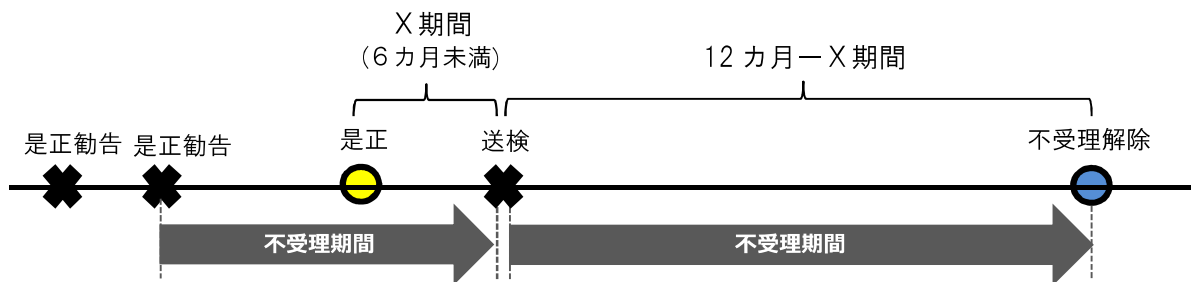 X期間
(6カ月未満)
12カ月－X期間
是正勧告
是正勧告
是正
送検
不受理解除
不受理期間
不受理期間